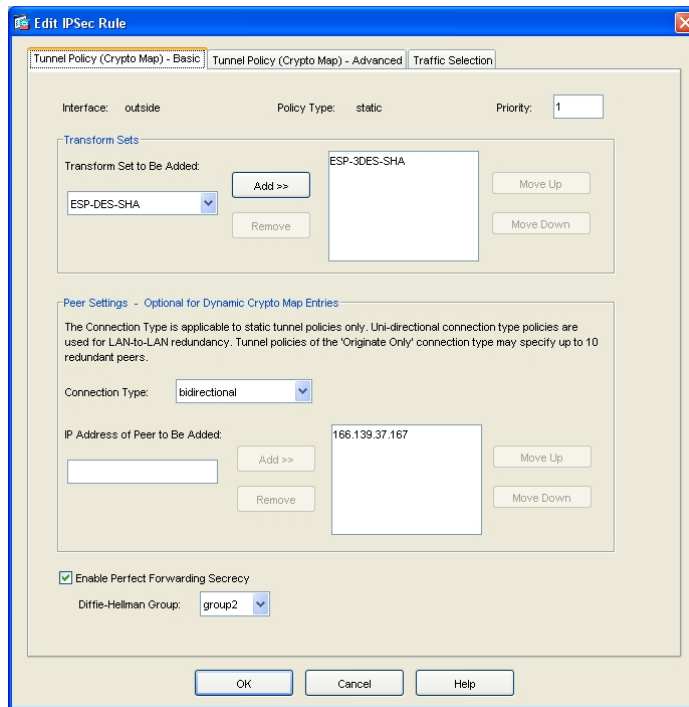 Edit IPSec Rule
Tunnel Policy (Crypto Map) - Basic
Tunnel Policy (Crypto Map) - Advanced
Traffic Selection
Interface: outside
Policy Type: static
Priority: 1
Transform Sets
Transform Set to Be Added:
ESP-DES-SHA
Add >>
Remove
ESP-3DES-SHA
Move Up
Move Down
Peer Settings - Optional for Dynamic Crypto Map Entries
The Connection Type is applicable to static tunnel policies only. Uni-directional connection type policies are
used for LAN-to-LAN redundancy. Tunnel policies of the 'Originate Only' connection type may specify up to 10
redundant peers.
Connection Type: bidirectional
IP Address of Peer to Be Added:
Add >>
Remove
166.139.37.167
Move Up
Move Down
Enable Perfect Forwarding Secrecy
Diffie-Hellman Group: group2
OK
Cancel
Help